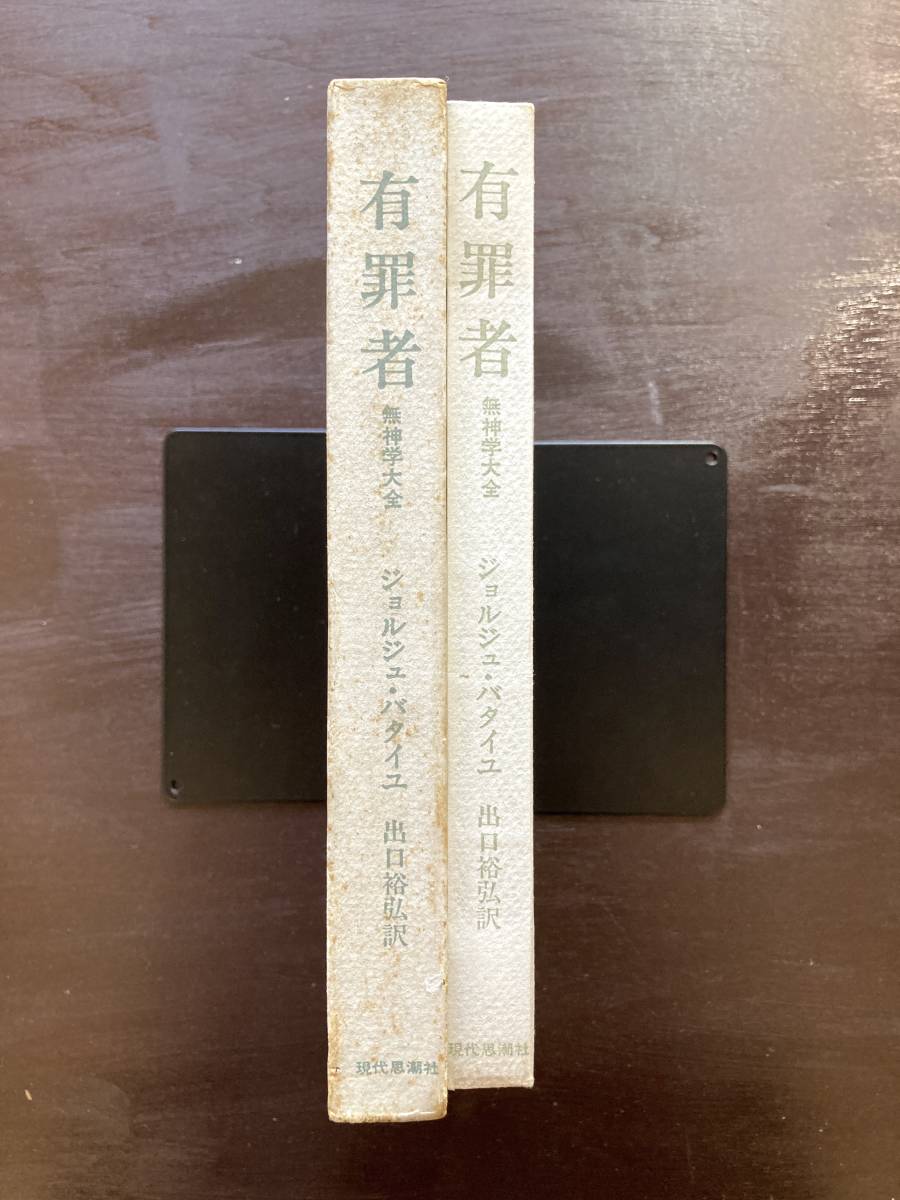 有罪者
無神学大全
ジョルジュ・バタイユ
出口裕弘訳
現代思潮社
有罪者
無神学大全
ジョルジュ・バタイユ
出口裕弘訳
現代思潮社